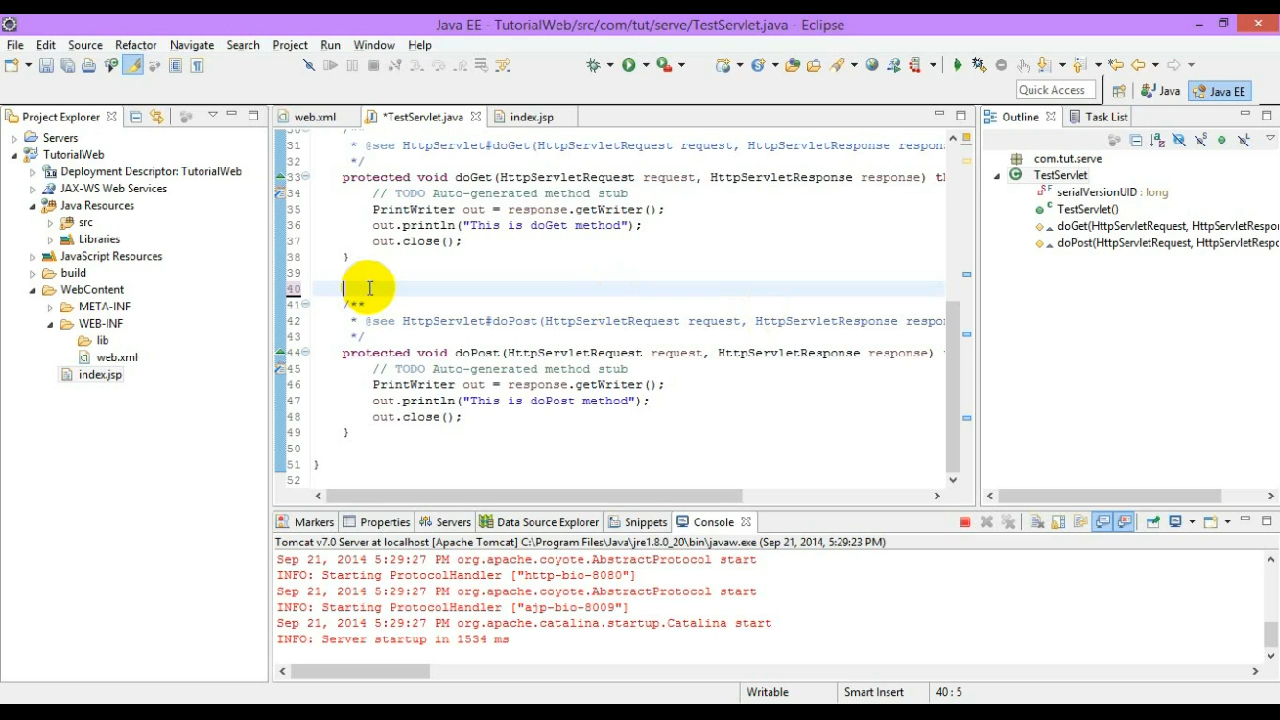 Java EE - TutorialWeb/src/com/tut/serve/TestServlet.java - Eclipse
File Edit Source Refactor Navigate Search Project Run Window Help
Quick Access Java Java EE
Project Explorer
Servers
TutorialWeb
Deployment Descriptor: TutorialWeb
JAX-WS Web Services
Java Resources
src
Libraries
JavaScript Resources
build
WebContent
META-INF
WEB-INF
lib
web.xml
index.jsp
web.xml *TestServlet.java index.jsp
30 /**
31 * @see HttpServlet#doGet(HttpServletRequest request, HttpServletResponse respon
32 */
33 protected void doGet(HttpServletRequest request, HttpServletResponse response) th
34 // TODO Auto-generated method stub
35 PrintWriter out = response.getWriter();
36 out.println("This is doGet method");
37 out.close();
38 }
39
40
41 /**
42 * @see HttpServlet#doPost(HttpServletRequest request, HttpServletResponse respo
43 */
44 protected void doPost(HttpServletRequest request, HttpServletResponse response) t
45 // TODO Auto-generated method stub
46 PrintWriter out = response.getWriter();
47 out.println("This is doPost method");
48 out.close();
49 }
50
51 }
52
Outline Task List
com.tut.serve
TestServlet
serialVersionUID : long
TestServlet()
doGet(HttpServletRequest, HttpServletRespon
doPost(HttpServletRequest, HttpServletRespo
Markers Properties Servers Data Source Explorer Snippets Console
Tomcat v7.0 Server at localhost [Apache Tomcat] C:\Program Files\Java\jre1.8.0_20\bin\javaw.exe (Sep 21, 2014, 5:29:23 PM)
Sep 21, 2014 5:29:27 PM org.apache.coyote.AbstractProtocol start
INFO: Starting ProtocolHandler ["http-bio-8080"]
Sep 21, 2014 5:29:27 PM org.apache.coyote.AbstractProtocol start
INFO: Starting ProtocolHandler ["ajp-bio-8009"]
Sep 21, 2014 5:29:27 PM org.apache.catalina.startup.Catalina start
INFO: Server startup in 1534 ms
Writable Smart Insert 40 : 5